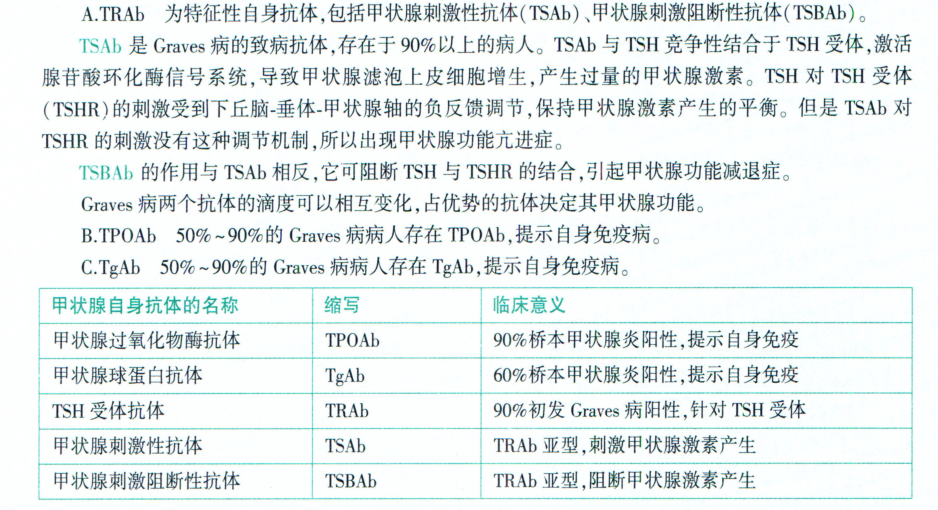 A.TRAb 为特征性自身抗体,包括甲状腺刺激性抗体(TSAb)、甲状腺刺激阻断性抗体(TSBAb)。
TSAb 是 Graves 病的致病抗体,存在于 90%以上的病人。TSAb 与 TSH 竞争性结合于 TSH 受体,激活
腺苷酸环化酶信号系统,导致甲状腺滤泡上皮细胞增生,产生过量的甲状腺激素。TSH 对 TSH 受体
(TSHR)的刺激受到下丘脑-垂体-甲状腺轴的负反馈调节,保持甲状腺激素产生的平衡。但是 TSAb 对
TSHR 的刺激没有这种调节机制,所以出现甲状腺功能亢进症。
TSBAb 的作用与 TSAb 相反,它可阻断 TSH 与 TSHR 的结合,引起甲状腺功能减退症。
Graves 病两个抗体的滴度可以相互变化,占优势的抗体决定其甲状腺功能。
B.TPOAb 50%~90%的 Graves 病病人存在 TPOAb,提示自身免疫病。
C.TgAb 50%~90%的 Graves 病病人存在 TgAb,提示自身免疫病。
甲状腺自身抗体的名称 缩写 临床意义
甲状腺过氧化物酶抗体 TPOAb 90%桥本甲状腺炎阳性,提示自身免疫
甲状腺球蛋白抗体 TgAb 60%桥本甲状腺炎阳性,提示自身免疫
TSH 受体抗体 TRAb 90%初发 Graves 病阳性,针对 TSH 受体
甲状腺刺激性抗体 TSAb TRAb 亚型,刺激甲状腺激素产生
甲状腺刺激阻断性抗体 TSBAb TRAb 亚型,阻断甲状腺激素产生